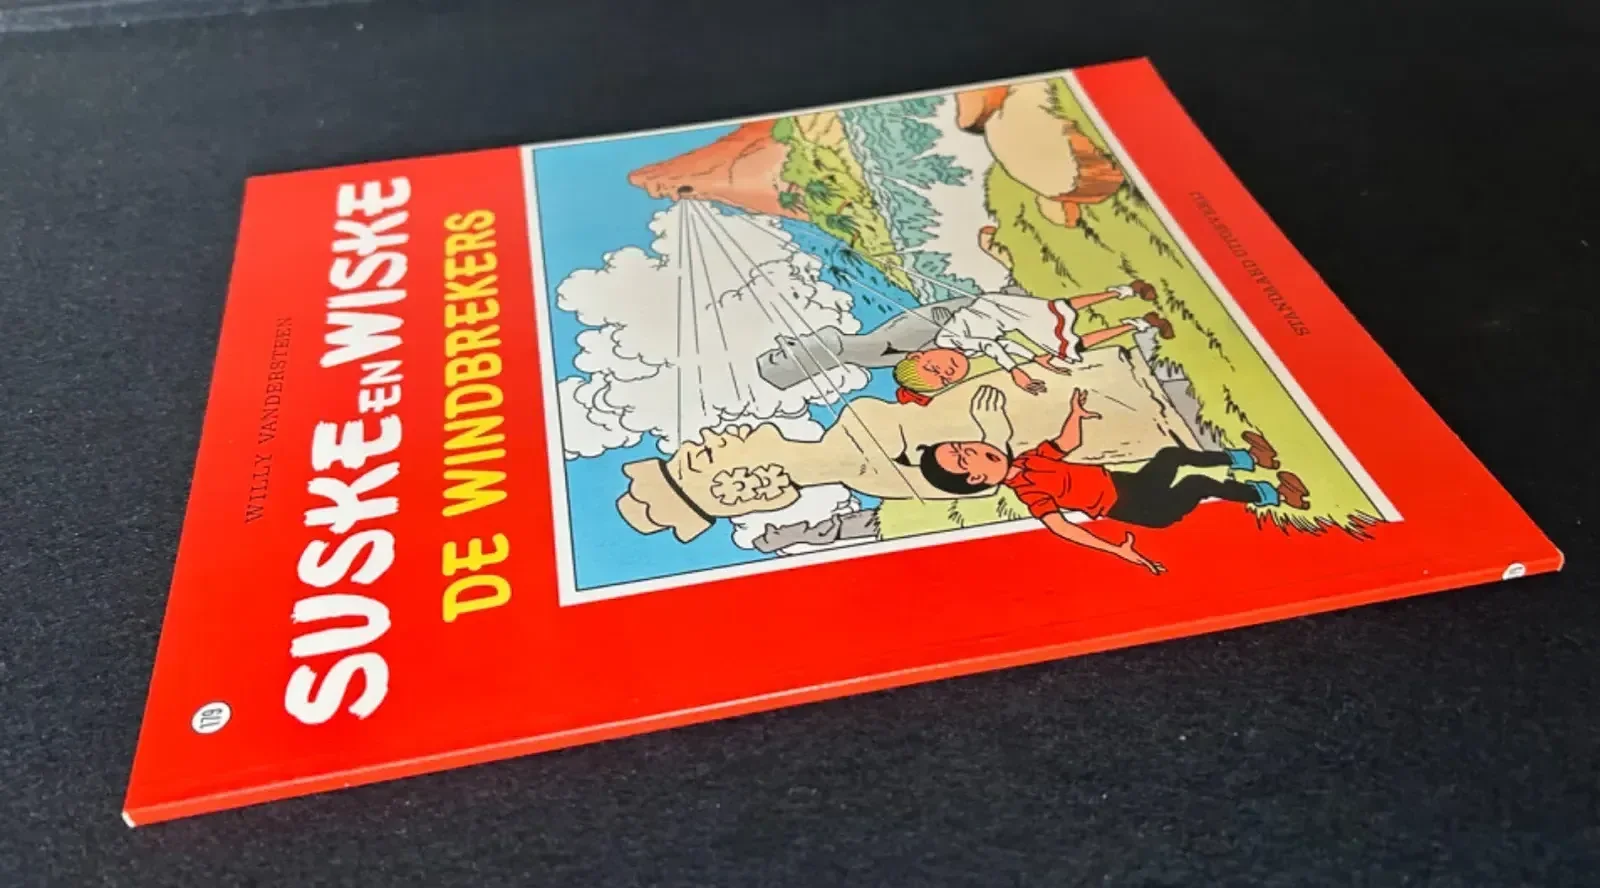 WILLY VANDERSTEEN
SUSKE EN WISKE
DE WINDBREKERS
179
STANDAARD UITGEVERIJ